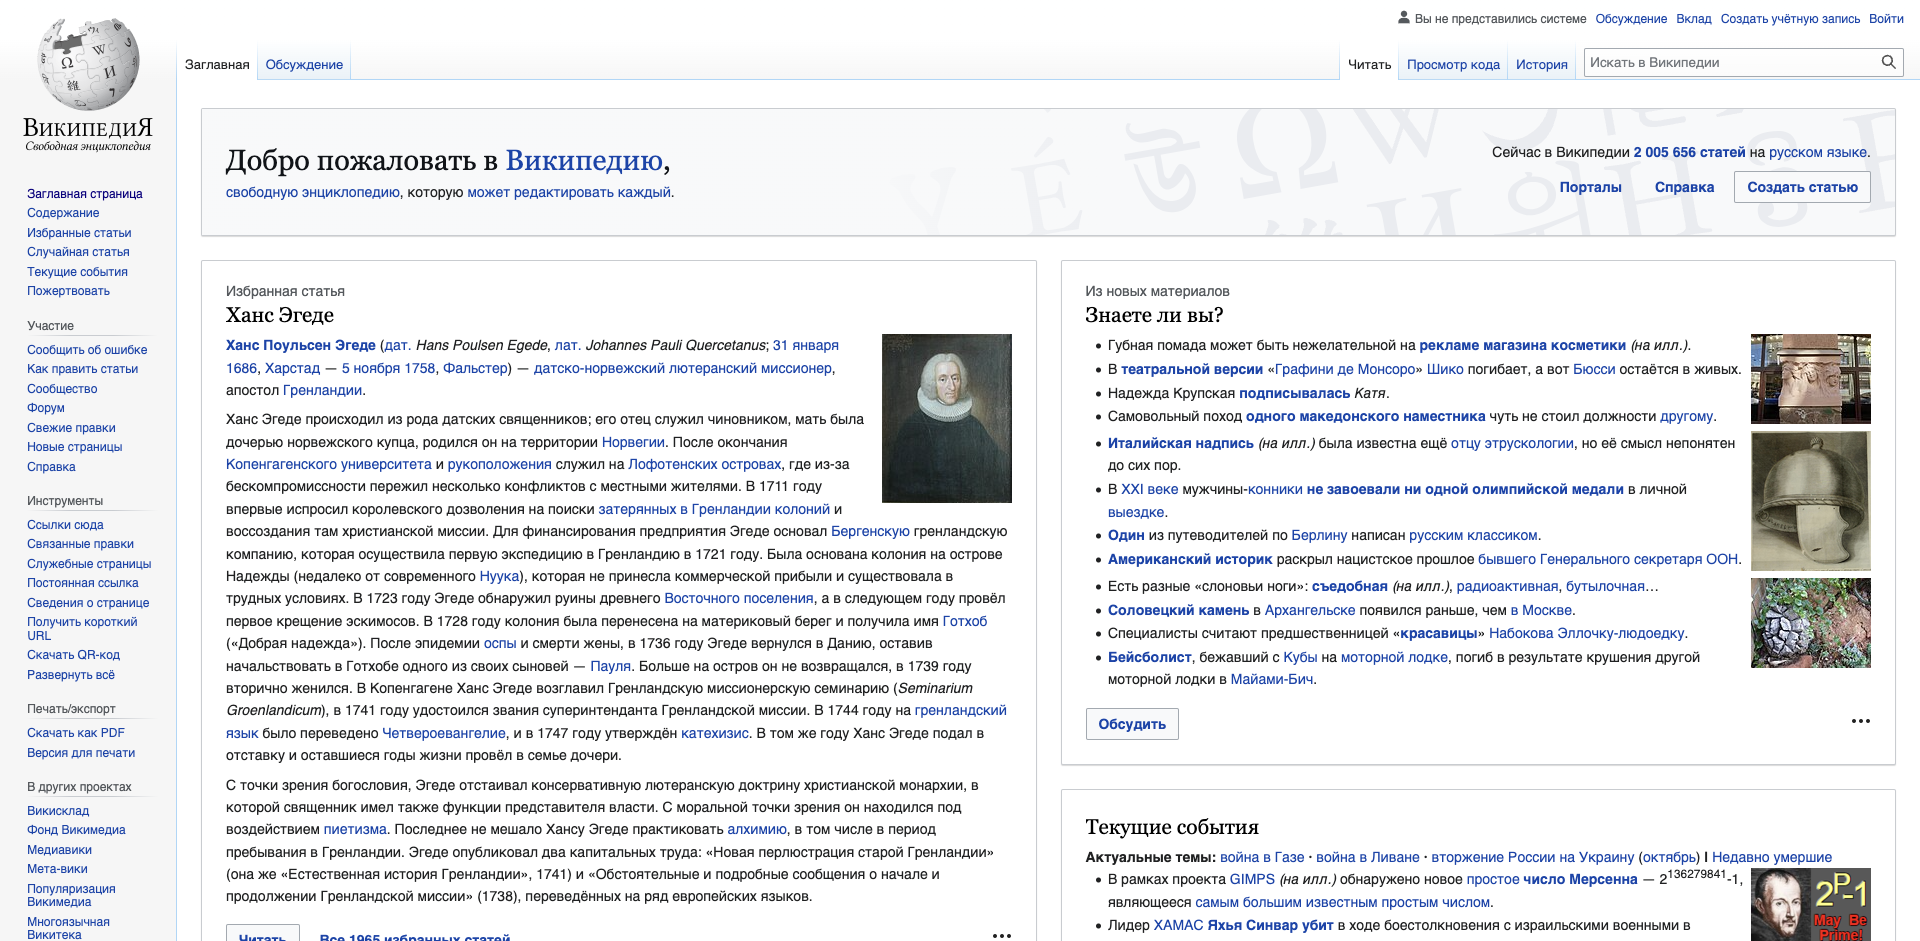 ВИКИПЕДИЯ
Свободная энциклопедия
Вы не представились системе Обсуждение Вклад Создать учётную запись Войти
Заглавная Обсуждение
Читать Просмотр кода История Искать в Википедии
Заглавная страница
Содержание
Избранные статьи
Случайная статья
Текущие события
Пожертвовать
Участие
Сообщить об ошибке
Как править статьи
Сообщество
Форум
Свежие правки
Новые страницы
Справка
Инструменты
Ссылки сюда
Связанные правки
Служебные страницы
Постоянная ссылка
Сведения о странице
Получить короткий
URL
Скачать QR-код
Развернуть всё
Печать/экспорт
Скачать как PDF
Версия для печати
В других проектах
Викисклад
Фонд Викимедиа
Медиавики
Мета-вики
Популяризация
Викимедиа
Многоязычная
Викитека
Добро пожаловать в Википедию,
свободную энциклопедию, которую может редактировать каждый.
Сейчас в Википедии 2 005 656 статей на русском языке.
Порталы Справка Создать статью
Избранная статья
Ханс Эгеде
Ханс Поульсен Эгеде (дат. Hans Poulsen Egede, лат. Johannes Pauli Quercetanus; 31 января
1686, Харстад — 5 ноября 1758, Фальстер) — датско-норвежский лютеранский миссионер,
апостол Гренландии.
Ханс Эгеде происходил из рода датских священников; его отец служил чиновником, мать была
дочерью норвежского купца, родился он на территории Норвегии. После окончания
Копенгагенского университета и рукоположения служил на Лофотенских островах, где из-за
бескомпромиссности пережил несколько конфликтов с местными жителями. В 1711 году
впервые испросил королевского дозволения на поиски затерянных в Гренландии колоний и
воссоздания там христианской миссии. Для финансирования предприятия Эгеде основал Бергенскую гренландскую
компанию, которая осуществила первую экспедицию в Гренландию в 1721 году. Была основана колония на острове
Надежды (недалеко от современного Нуука), которая не принесла коммерческой прибыли и существовала в
трудных условиях. В 1723 году Эгеде обнаружил руины древнего Восточного поселения, а в следующем году провёл
первое крещение эскимосов. В 1728 году колония была перенесена на материковый берег и получила имя Готхоб
(«Добрая надежда»). После эпидемии оспы и смерти жены, в 1736 году Эгеде вернулся в Данию, оставив
начальствовать в Готхобе одного из своих сыновей — Пауля. Больше на остров он не возвращался, в 1739 году
вторично женился. В Копенгагене Ханс Эгеде возглавил Гренландскую миссионерскую семинарию (Seminarium
Groenlandicum), в 1741 году удостоился звания суперинтенданта Гренландской миссии. В 1744 году на гренландский
язык было переведено Четвероевангелие, и в 1747 году утверждён катехизис. В том же году Ханс Эгеде подал в
отставку и оставшиеся годы жизни провёл в семье дочери.
С точки зрения богословия, Эгеде отстаивал консервативную лютеранскую доктрину христианской монархии, в
которой священник имел также функции представителя власти. С моральной точки зрения он находился под
воздействием пиетизма. Последнее не мешало Хансу Эгеде практиковать алхимию, в том числе в период
пребывания в Гренландии. Эгеде опубликовал два капитальных труда: «Новая перлюстрация старой Гренландии»
(она же «Естественная история Гренландии», 1741) и «Обстоятельные и подробные сообщения о начале и
продолжении Гренландской миссии» (1738), переведённых на ряд европейских языков.
Читать Все 1965 избранных статей
Из новых материалов
Знаете ли вы?
Губная помада может быть нежелательной на рекламе магазина косметики (на илл.).
В театральной версии «Графини де Монсоро» Шико погибает, а вот Бюсси остаётся в живых.
Надежда Крупская подписывалась Катя.
Самовольный поход одного македонского наместника чуть не стоил должности другому.
Италийская надпись (на илл.) была известна ещё отцу этрускологии, но её смысл непонятен
до сих пор.
В XXI веке мужчины-конники не завоевали ни одной олимпийской медали в личной
выездке.
Один из путеводителей по Берлину написан русским классиком.
Американский историк раскрыл нацистское прошлое бывшего Генерального секретаря ООН.
Есть разные «слоновьи ноги»: съедобная (на илл.), радиоактивная, бутылочная…
Соловецкий камень в Архангельске появился раньше, чем в Москве.
Специалисты считают предшественницей «красавицы» Набокова Эллочку-людоедку.
Бейсболист, бежавший с Кубы на моторной лодке, погиб в результате крушения другой
моторной лодки в Майами-Бич.
Обсудить
Текущие события
Актуальные темы: война в Газе · война в Ливане · вторжение России на Украину (октябрь) I Недавно умершие
В рамках проекта GIMPS (на илл.) обнаружено новое простое число Мерсенна — 2^136279841-1,
являющееся самым большим известным простым числом.
Лидер ХАМАС Яхья Синвар убит в ходе боестолкновения с израильскими военными в
2^P-1
May Be
Prime!